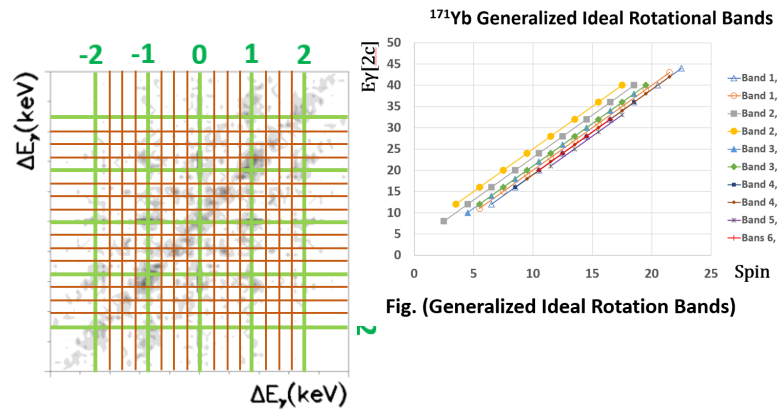 -2 -1 0 1 2
ΔEγ(keV)
ΔEγ(keV)
2
¹⁷¹Yb Generalized Ideal Rotational Bands
Eγ[2c]
50
45
40
35
30
25
20
15
10
5
0
0 5 10 15 20 25
Spin
Band 1,
Band 1,
Band 2,
Band 2,
Band 3,
Band 3,
Band 4,
Band 4,
Band 5,
Bans 6,
Fig. (Generalized Ideal Rotation Bands)